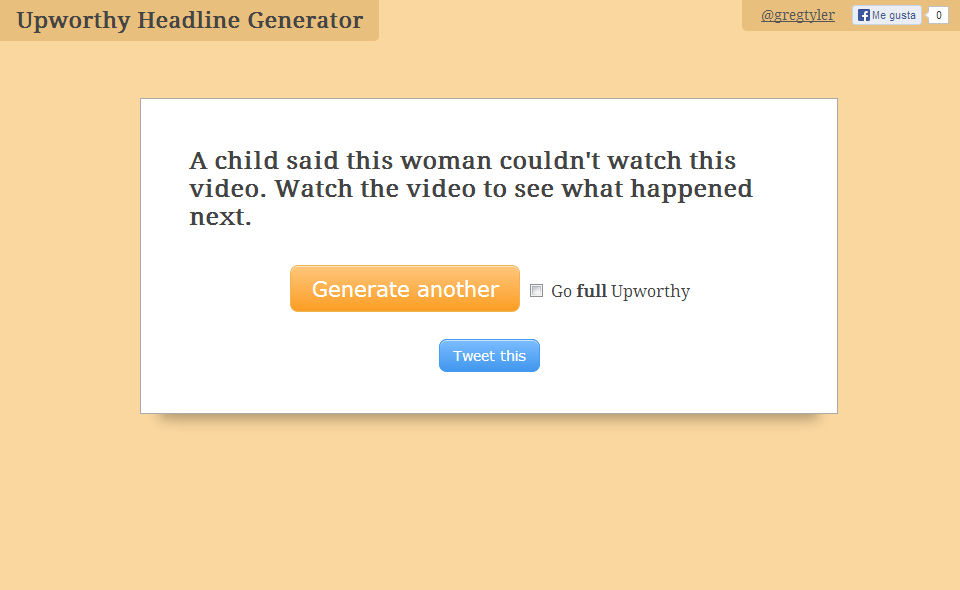 Upworthy Headline Generator
@gregtyler
Me gusta
0
A child said this woman couldn't watch this
video. Watch the video to see what happened
next.
Generate another
Go full Upworthy
Tweet this